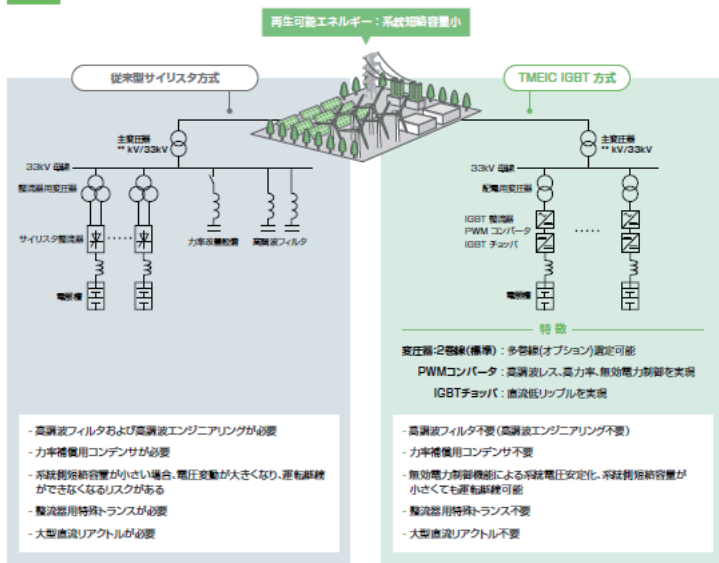 再生可能エネルギー：系統短絡容量小
従来型サイリスタ方式
主変圧器
** kV/33kV
33kV 母線
整流器用変圧器
サイリスタ整流器
力率改善設備
高調波フィルタ
電解槽
TMEIC IGBT 方式
主変圧器
** kV/33kV
33kV 母線
配電用変圧器
IGBT 整流器
PWM コンバータ
IGBT チョッパ
電解槽
特徴
変圧器:2巻線(標準)：多巻線(オプション)選定可能
PWMコンバータ：高調波レス、高力率、無効電力制御を実現
IGBTチョッパ：直流低リップルを実現
- 高調波フィルタおよび高調波エンジニアリングが必要
- 力率補償用コンデンサが必要
- 系統側短絡容量が小さい場合、電圧変動が大きくなり、運転継続
ができなくなるリスクがある
- 整流器用特殊トランスが必要
- 大型直流リアクトルが必要
- 高調波フィルタ不要(高調波エンジニアリング不要)
- 力率補償用コンデンサ不要
- 無効電力制御機能による系統電圧安定化、系統側短絡容量が
小さくても運転継続可能
- 整流器用特殊トランス不要
- 大型直流リアクトル不要